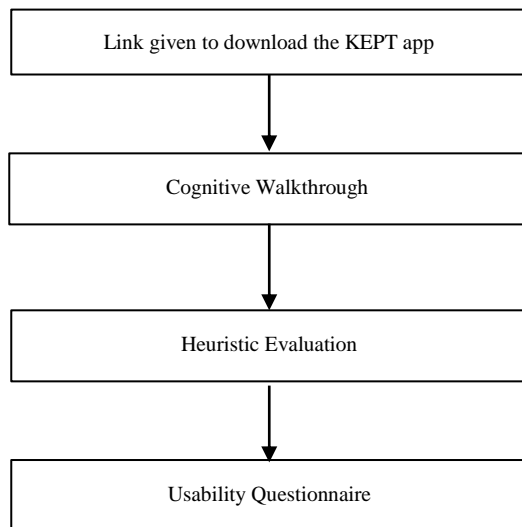 Link given to download the KEPT app
Cognitive Walkthrough
Heuristic Evaluation
Usability Questionnaire